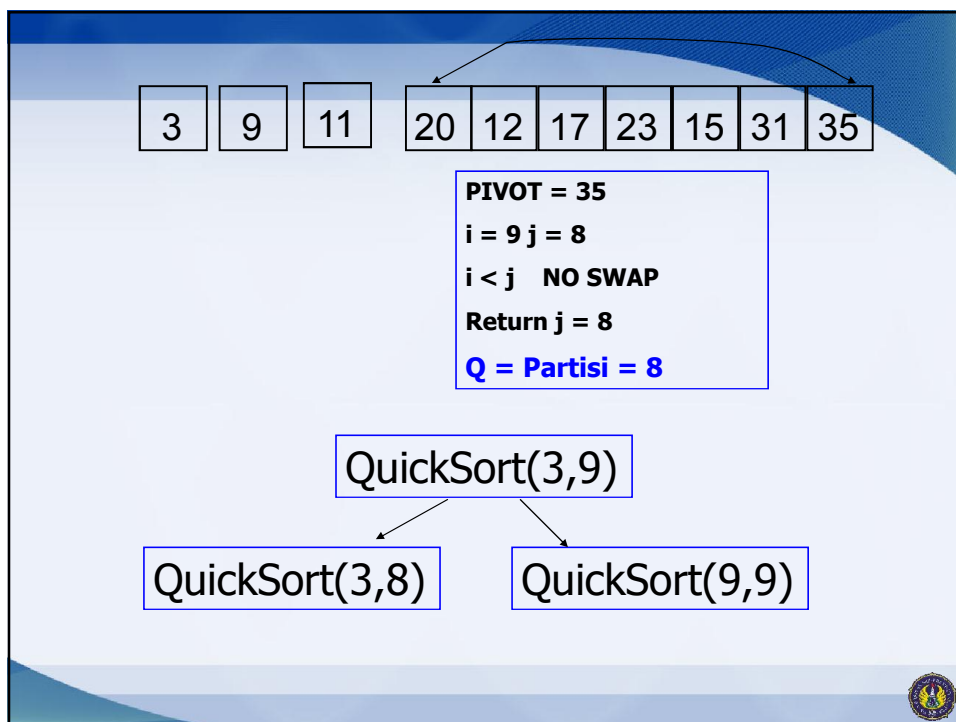 3 9 11 20 12 17 23 15 31 35
PIVOT = 35
i = 9 j = 8
i < j NO SWAP
Return j = 8
Q = Partisi = 8
QuickSort(3,9)
QuickSort(3,8) QuickSort(9,9)